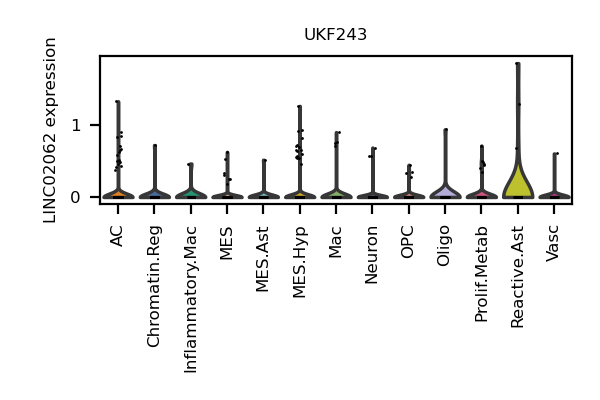 UKF243
LINC02062 expression
1
0
AC
Chromatin.Reg
Inflammatory.Mac
MES
MES.Ast
MES.Hyp
Mac
Neuron
OPC
Oligo
Prolif.Metab
Reactive.Ast
Vasc